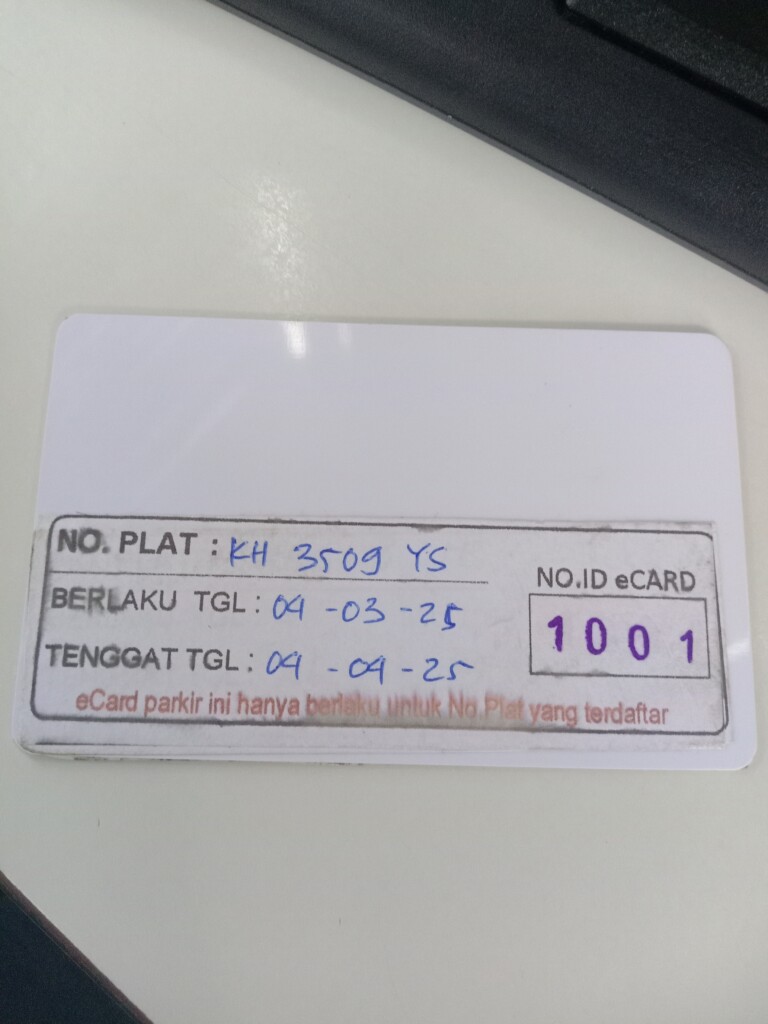 NO. PLAT : KH 3509 YS
BERLAKU TGL : 04 - 03 - 25
TENGGAT TGL : 04 - 04 - 25
NO.ID eCARD
1001
eCard parkir ini hanya berlaku untuk No.Plat yang terdaftar